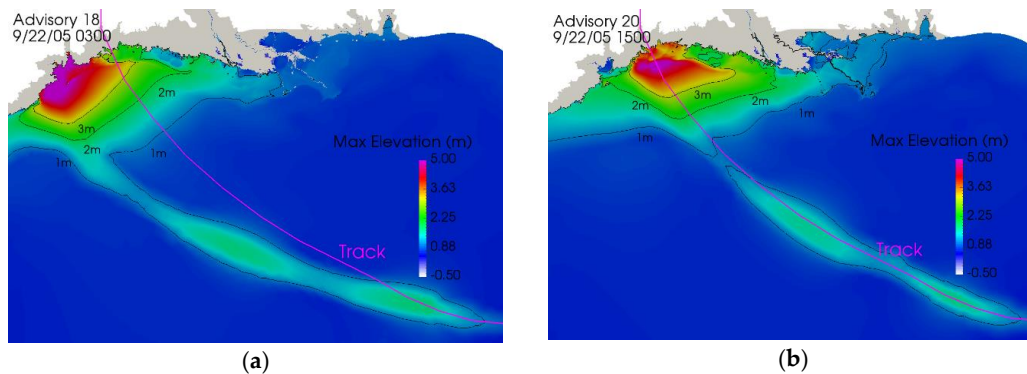 Advisory 18
9/22/05 0300
2m
3m
2m
1m
1m
Max Elevation (m)
5.00
3.63
2.25
0.88
-0.50
Track
(a)
Advisory 20
9/22/05 1500
2m
3m
2m
1m
1m
Max Elevation (m)
5.00
3.63
2.25
0.88
-0.50
Track
(b)